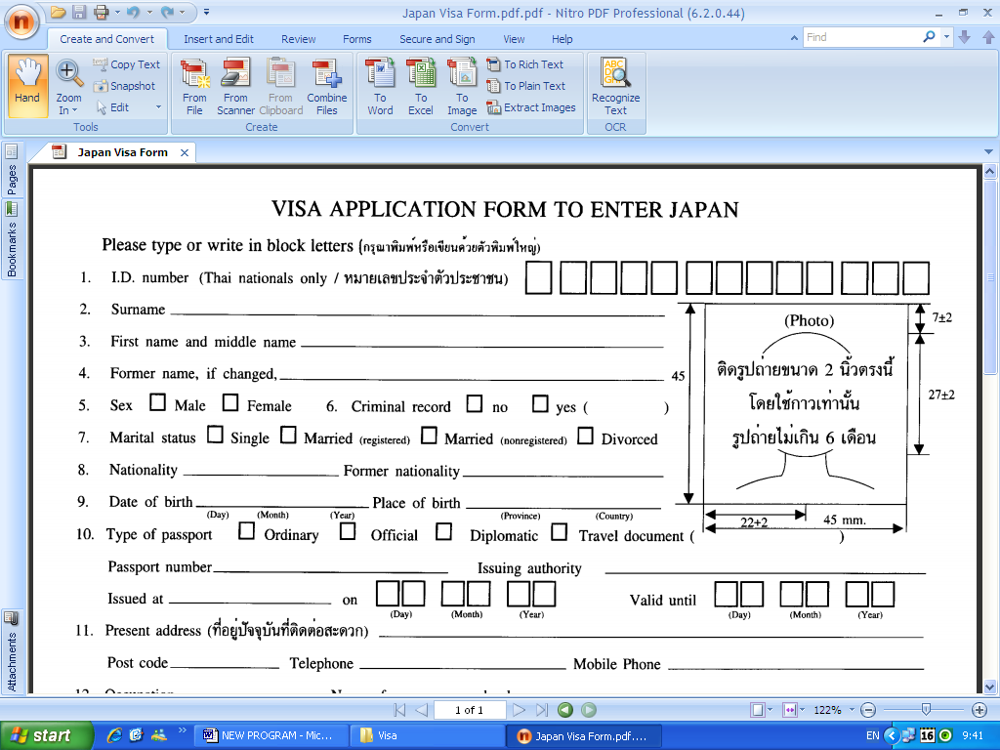 Japan Visa Form.pdf.pdf - Nitro PDF Professional (6.2.0.44)
Create and Convert Insert and Edit Review Forms Secure and Sign View Help Find
Hand
Zoom In
Copy Text
Snapshot
Edit
Tools
From File
From Scanner
From Clipboard
Combine Files
Create
To Word
To Excel
To Image
To Rich Text
To Plain Text
Extract Images
Convert
Recognize Text
OCR
Japan Visa Form
Pages
Bookmarks
Attachments
VISA APPLICATION FORM TO ENTER JAPAN
Please type or write in block letters (กรุณาพิมพ์หรือเขียนด้วยตัวพิมพ์ใหญ่)
1. I.D. number (Thai nationals only / หมายเลขประจำตัวประชาชน)
2. Surname
3. First name and middle name
4. Former name, if changed,
5. Sex Male Female 6. Criminal record no yes ( )
7. Marital status Single Married (registered) Married (nonregistered) Divorced
8. Nationality Former nationality
9. Date of birth Place of birth
(Day) (Month) (Year) (Province) (Country)
45
(Photo)
ติดรูปถ่ายขนาด 2 นิ้วตรงนี้
โดยใช้กาวเท่านั้น
รูปถ่ายไม่เกิน 6 เดือน
7±2
27±2
22±2
45 mm.
10. Type of passport Ordinary Official Diplomatic Travel document ( )
Passport number Issuing authority
Issued at on Valid until
(Day) (Month) (Year) (Day) (Month) (Year)
11. Present address (ที่อยู่ปัจจุบันที่ติดต่อสะดวก)
Post code Telephone Mobile Phone
1 of 1
122%
start
NEW PROGRAM - Mic...
Visa
Japan Visa Form.pdf....
EN
16
9:41